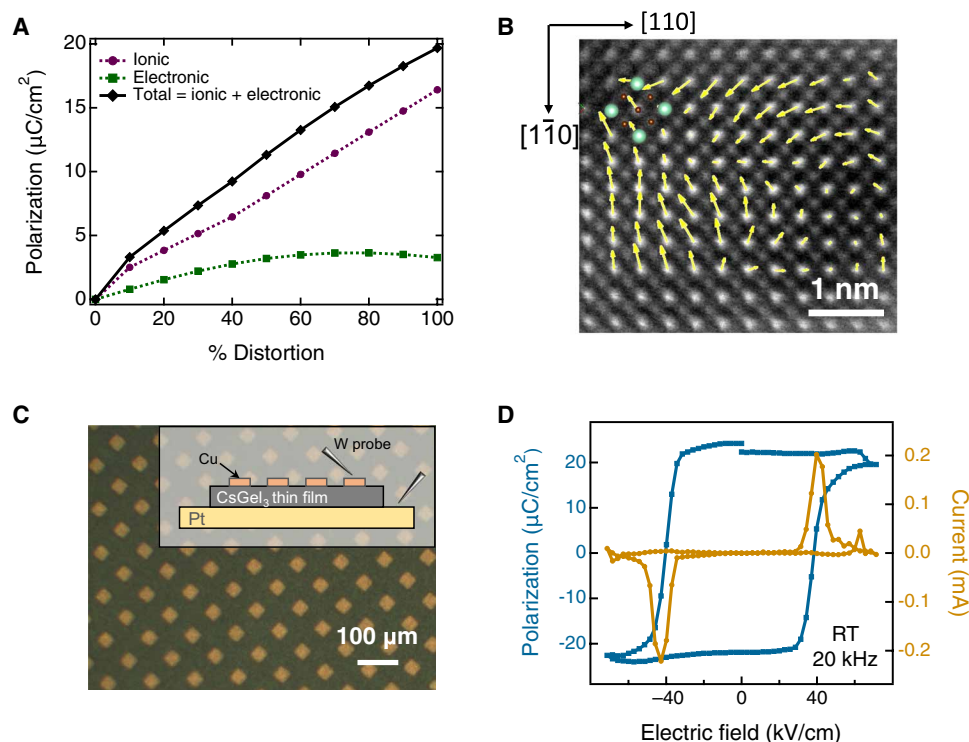 A
Polarization (µC/cm²)
20
15
10
5
0
Ionic
Electronic
Total = ionic + electronic
0 20 40 60 80 100
% Distortion
B
[110]
[11̅0]
1 nm
C
W probe
Cu
CsGeI₃ thin film
Pt
100 µm
D
Polarization (µC/cm²)
20
10
0
-10
-20
0.2
0.1
0.0
-0.1
-0.2
Current (mA)
RT
20 kHz
−40 0 40
Electric field (kV/cm)